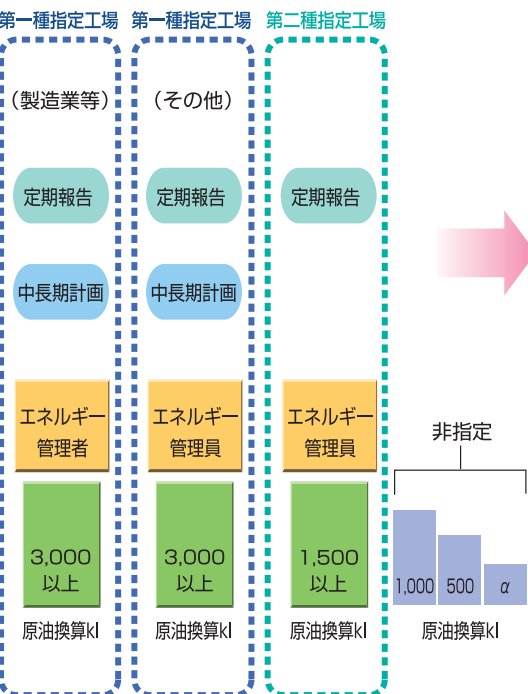 第一種指定工場
(製造業等)
定期報告
中長期計画
エネルギー
管理者
3,000
以上
原油換算kl
第一種指定工場
(その他)
定期報告
中長期計画
エネルギー
管理員
3,000
以上
原油換算kl
第二種指定工場
定期報告
エネルギー
管理員
1,500
以上
原油換算kl
非指定
1,000
500
α
原油換算kl